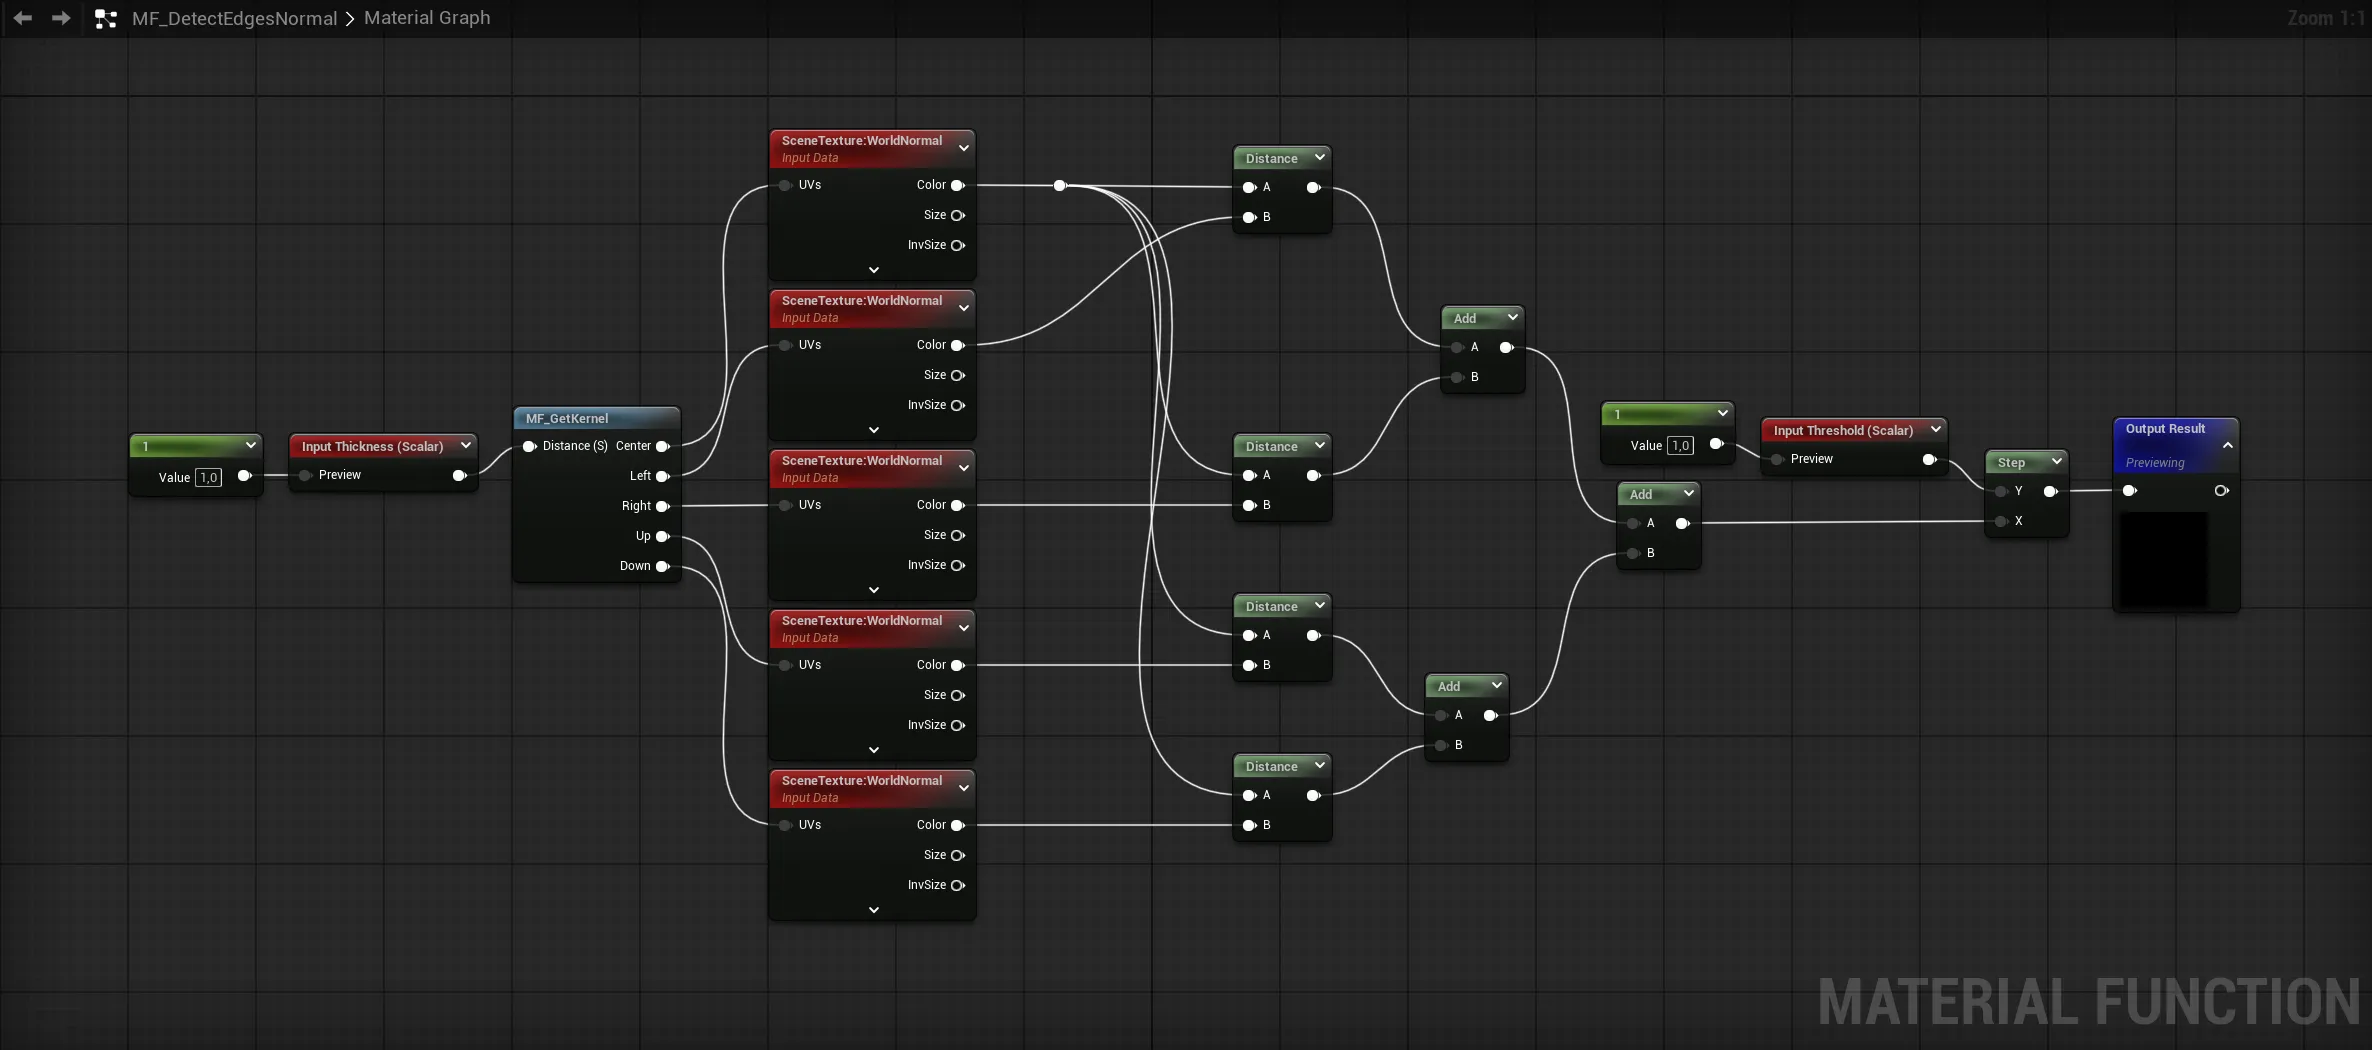 MF_DetectEdgesNormal > Material Graph
Zoom 1:1
1
Value 1,0
Input Thickness (Scalar)
Preview
MF_GetKernel
Distance (S) Center
Left
Right
Up
Down
SceneTexture:WorldNormal
Input Data
UVs Color
Size
InvSize
SceneTexture:WorldNormal
Input Data
UVs Color
Size
InvSize
SceneTexture:WorldNormal
Input Data
UVs Color
Size
InvSize
SceneTexture:WorldNormal
Input Data
UVs Color
Size
InvSize
SceneTexture:WorldNormal
Input Data
UVs Color
Size
InvSize
Distance
A
B
Distance
A
B
Distance
A
B
Distance
A
B
Add
A
B
Add
A
B
Add
A
B
1
Value 1,0
Input Threshold (Scalar)
Preview
Step
Y
X
Output Result
Previewing
MATERIAL FUNCTION